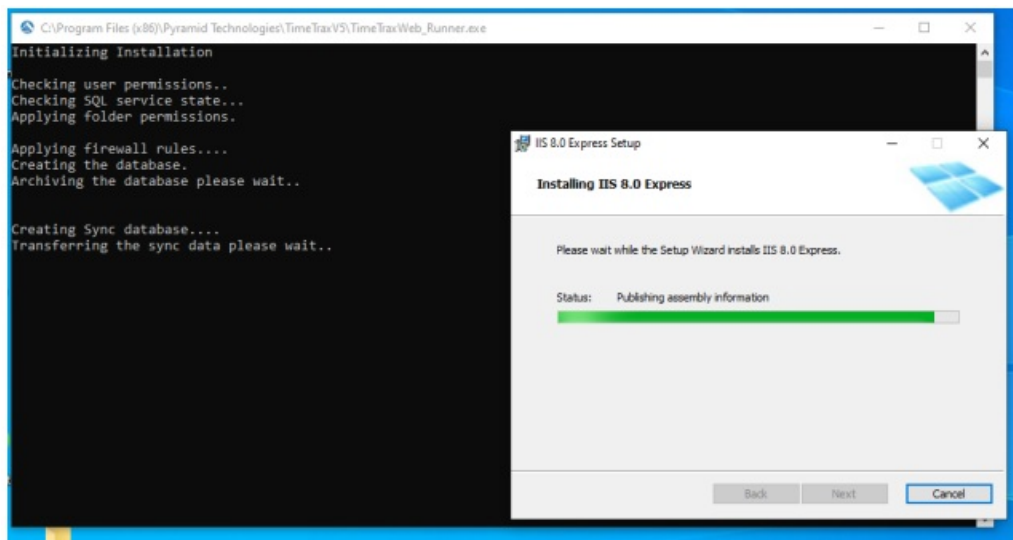 C:\Program Files (x86)\Pyramid Technologies\TimeTraxV5\TimeTraxWeb_Runner.exe
Initializing Installation
Checking user permissions..
Checking SQL service state...
Applying folder permissions.
Applying firewall rules....
Creating the database.
Archiving the database please wait..
Creating Sync database....
Transferring the sync data please wait..
IIS 8.0 Express Setup
Installing IIS 8.0 Express
Please wait while the Setup Wizard installs IIS 8.0 Express.
Status: Publishing assembly information
Back Next Cancel